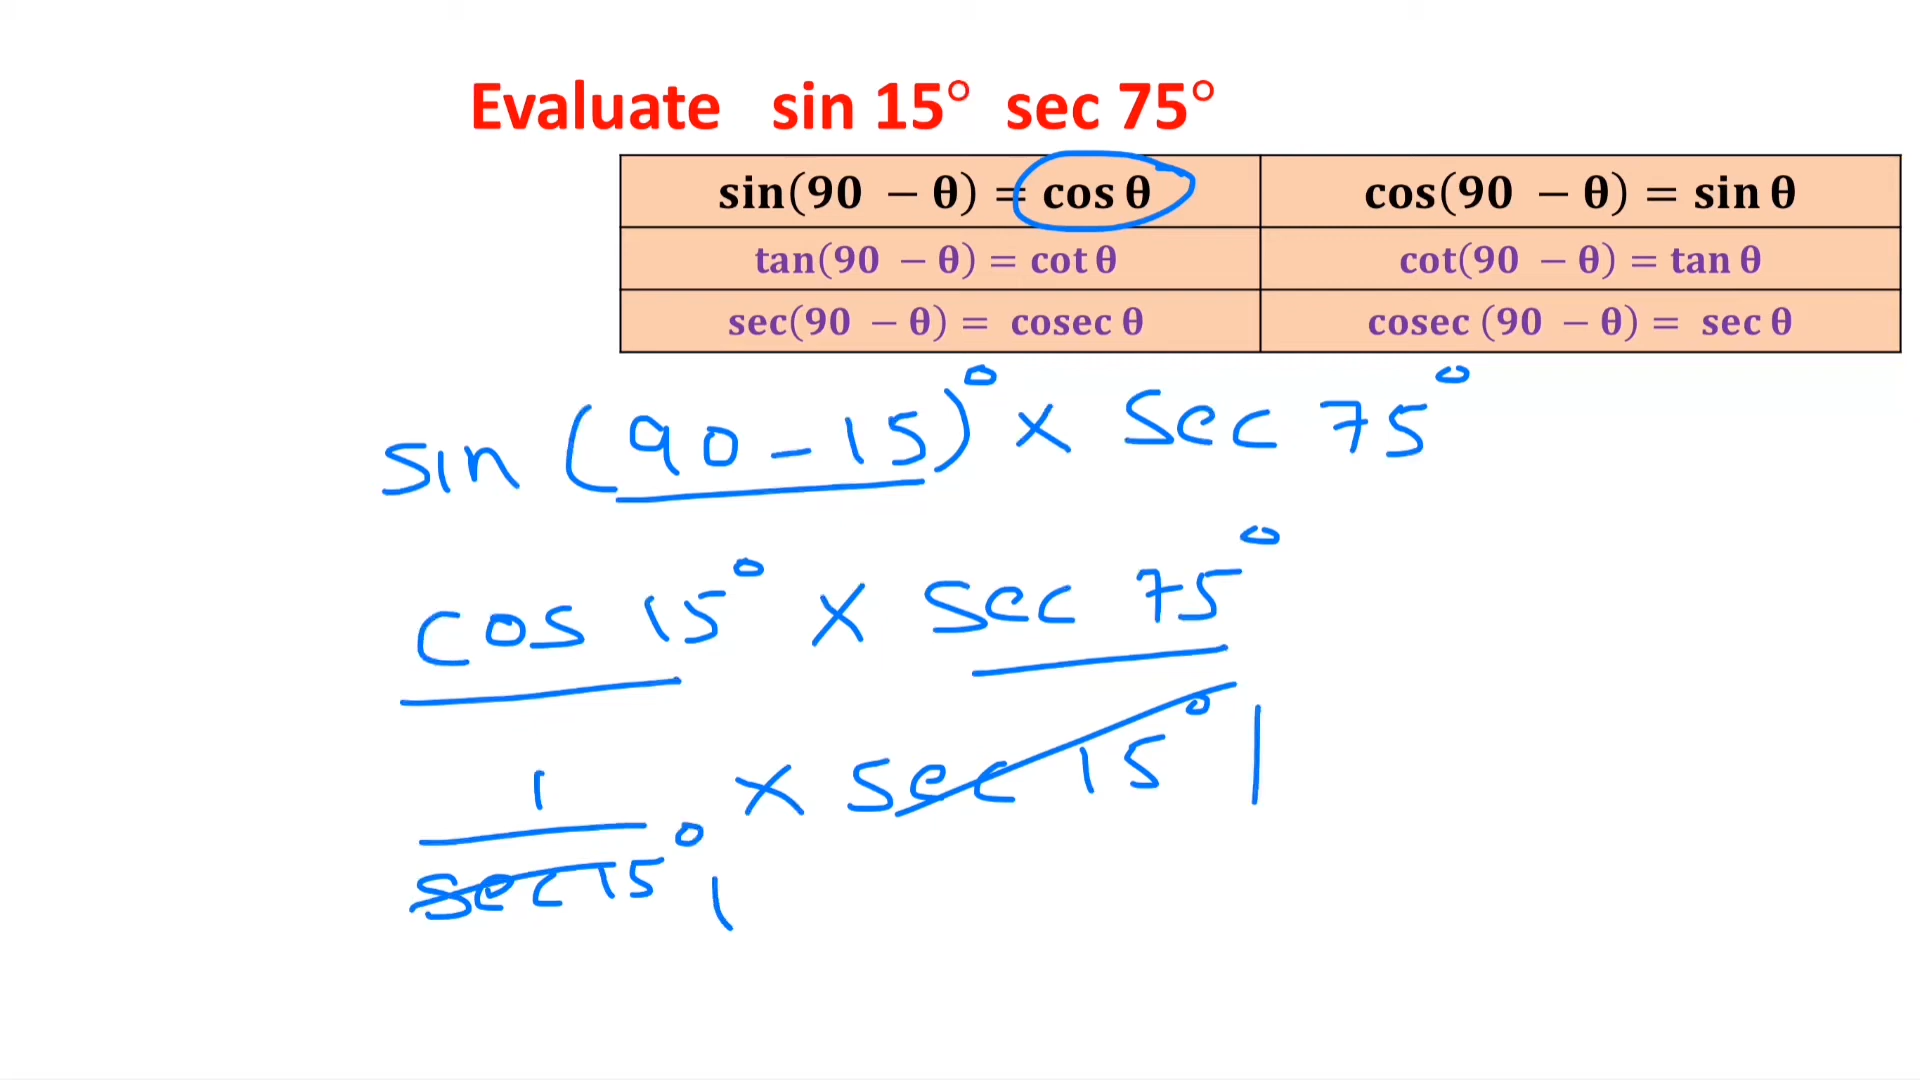 Evaluate sin 15° sec 75°
sin(90 − θ) = cos θ cos(90 − θ) = sin θ
tan(90 − θ) = cot θ cot(90 − θ) = tan θ
sec(90 − θ) = cosec θ cosec (90 − θ) = sec θ
sin (90 - 15)° × sec 75°
cos 15° × sec 75°
1
× sec 15° 1
sec 15° 1